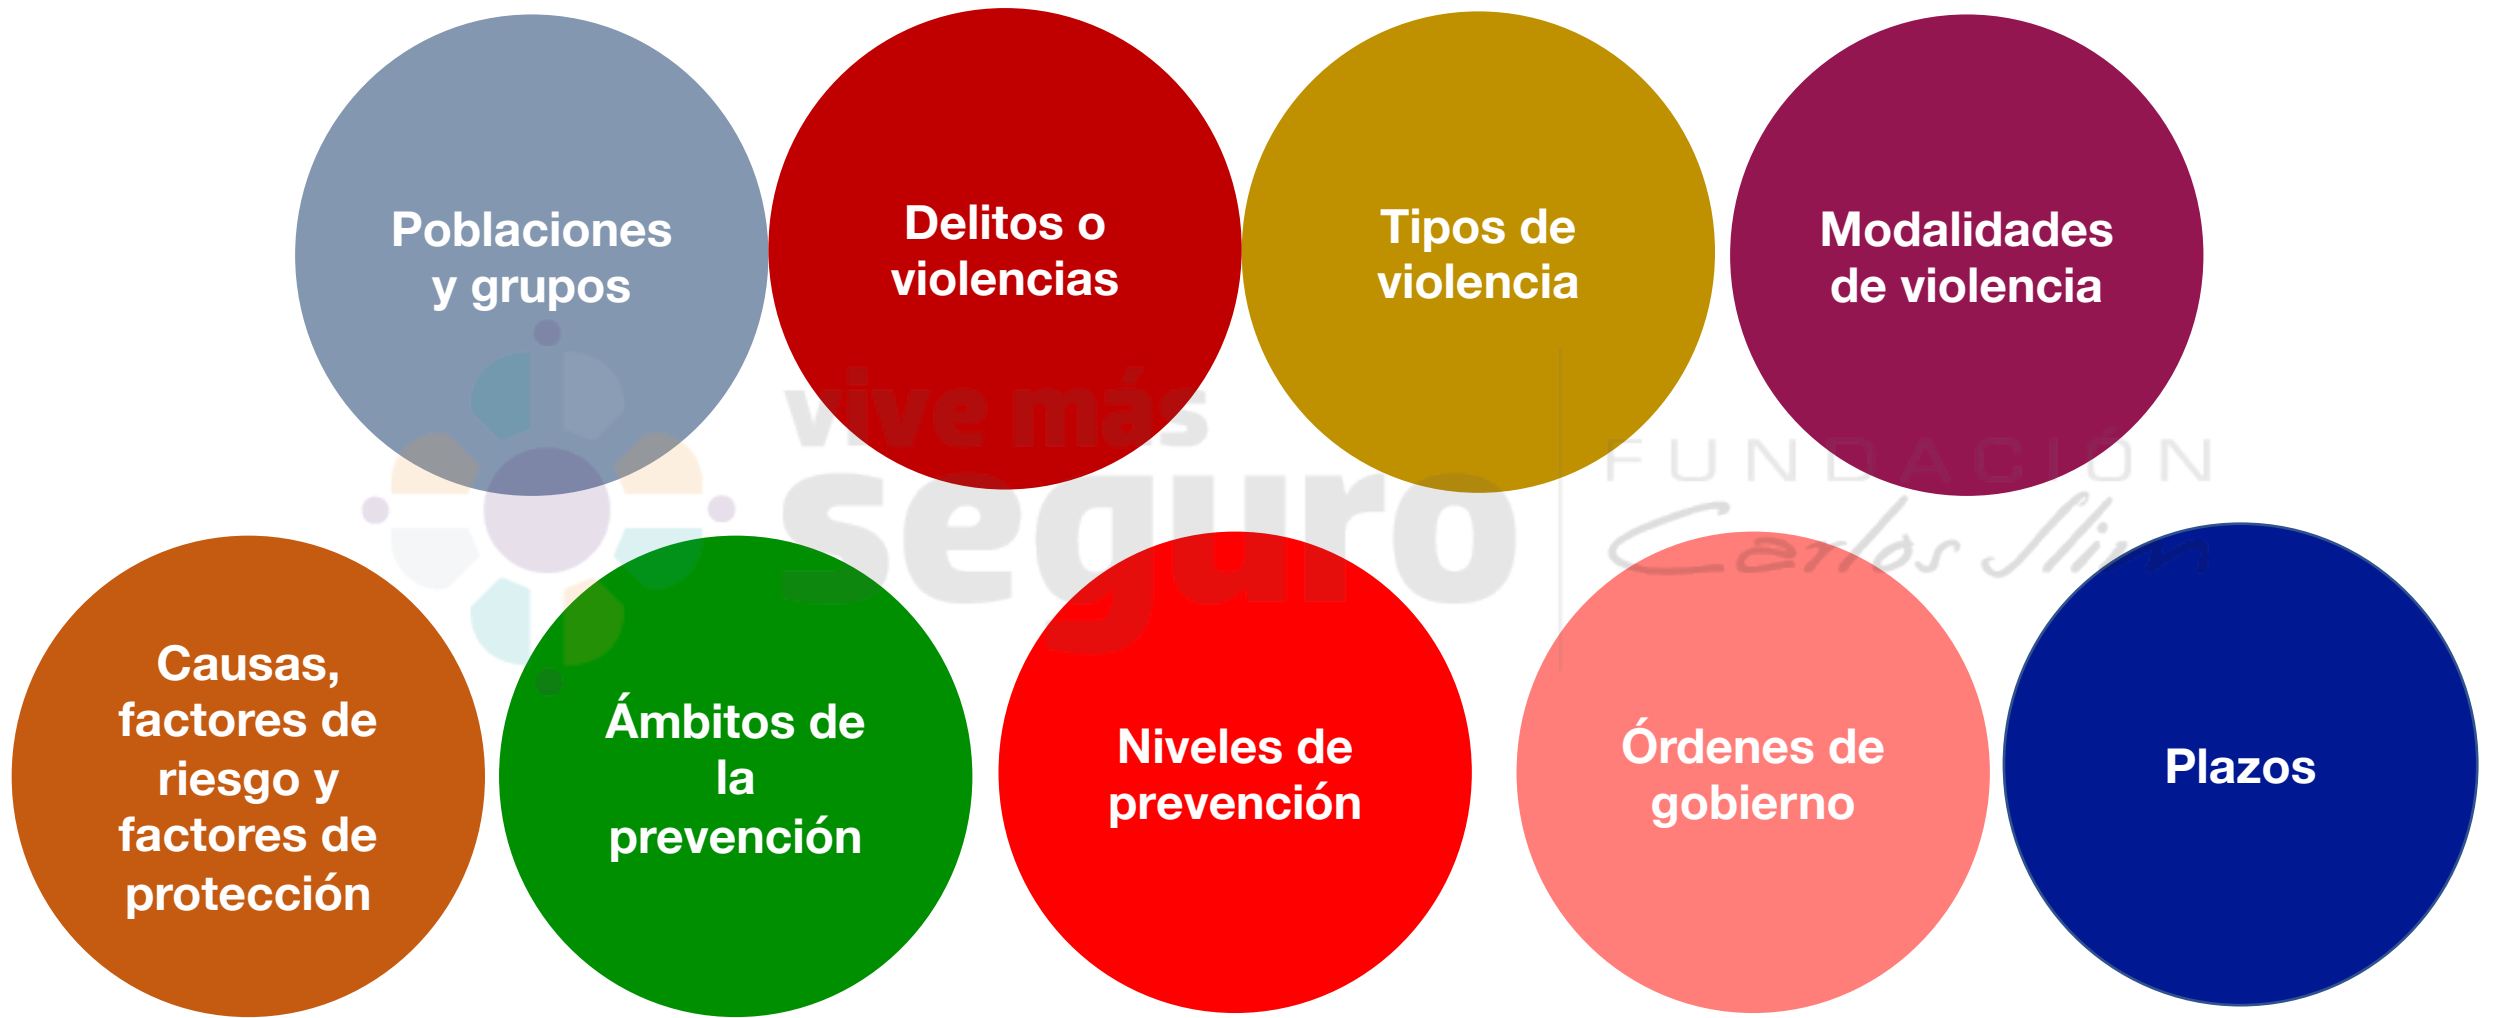 Poblaciones
y grupos
Delitos o
violencias
Tipos de
violencia
Modalidades
de violencia
vive más
seguro
FUNDACIÓN
Carlos Slim
Causas,
factores de
riesgo y
factores de
protección
Ámbitos de
la
prevención
Niveles de
prevención
Órdenes de
gobierno
Plazos